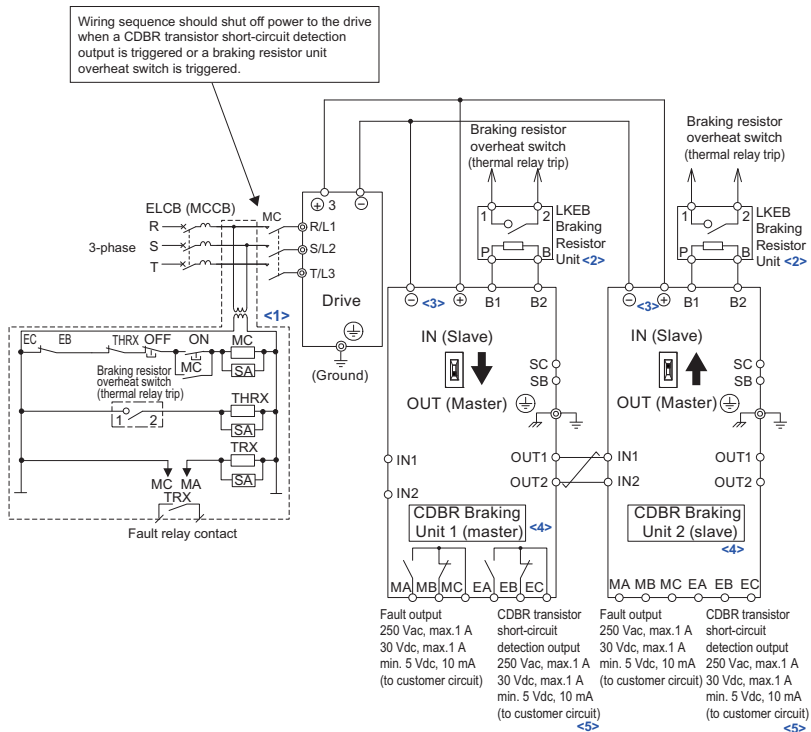 Wiring sequence should shut off power to the drive
when a CDBR transistor short-circuit detection
output is triggered or a braking resistor unit
overheat switch is triggered.
Braking resistor
overheat switch
(thermal relay trip)
Braking resistor
overheat switch
(thermal relay trip)
ELCB (MCCB)
MC
3-phase
R
S
T
R/L1
S/L2
T/L3
⊕ 3
⊖
Drive
(Ground)
1
2
P
B
LKEB
Braking
Resistor
Unit <2>
1
2
P
B
LKEB
Braking
Resistor
Unit <2>
<1>
EC
EB
THRX
OFF
ON
MC
MC
SA
Braking resistor
overheat switch
(thermal relay trip)
1
2
THRX
SA
TRX
SA
MC
MA
TRX
Fault relay contact
⊖
<3>
⊕
B1
B2
IN (Slave)
OUT (Master)
SC
SB
IN1
IN2
OUT1
OUT2
CDBR Braking
Unit 1 (master)
<4>
MA
MB
MC
EA
EB
EC
⊖
<3>
⊕
B1
B2
IN (Slave)
OUT (Master)
SC
SB
IN1
IN2
OUT1
OUT2
CDBR Braking
Unit 2 (slave)
<4>
MA
MB
MC
EA
EB
EC
Fault output
250 Vac, max.1 A
30 Vdc, max.1 A
min. 5 Vdc, 10 mA
(to customer circuit)
CDBR transistor
short-circuit
detection output
250 Vac, max.1 A
30 Vdc, max.1 A
min. 5 Vdc, 10 mA
(to customer circuit)
<5>
Fault output
250 Vac, max.1 A
30 Vdc, max.1 A
min. 5 Vdc, 10 mA
(to customer circuit)
CDBR transistor
short-circuit
detection output
250 Vac, max.1 A
30 Vdc, max.1 A
min. 5 Vdc, 10 mA
(to customer circuit)
<5>